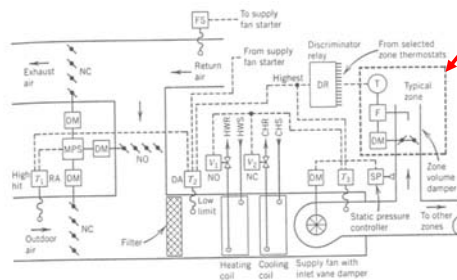 FS
To supply
fan starter
From supply
fan starter
Discriminator
relay
From selected
zone thermostats
Highest
DR
T
Typical
zone
F
DM
Exhaust
air
NC
Return
air
DM
MPS
DM
DM
NO
High
hit
T1
RA
DA
T2
Low
limit
HWR
HWS
CHR
CHS
V1
NO
V2
NC
DM
T3
SP
Zone
volume
damper
Static pressure
controller
To other
zones
Outdoor
air
NC
Filter
Heating
coil
Cooling
coil
Supply fan with
inlet vane damper